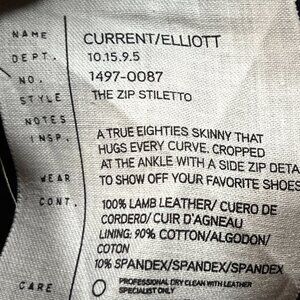 NAME CURRENT/ELLIOTT
DEPT. 10.15.9.5
NO. 1497-0087
STYLE THE ZIP STILETTO
NOTES
INSP. A TRUE EIGHTIES SKINNY THAT
HUGS EVERY CURVE. CROPPED
AT THE ANKLE WITH A SIDE ZIP DETA
WEAR TO SHOW OFF YOUR FAVORITE SHOES
CONT. 100% LAMB LEATHER/ CUERO DE
CORDERO/ CUIR D'AGNEAU
LINING: 90% COTTON/ALGODON/
COTON
10% SPANDEX/SPANDEX/SPANDEX
CARE PROFESSIONAL DRY CLEAN WITH LEATHER
SPECIALIST ONLY